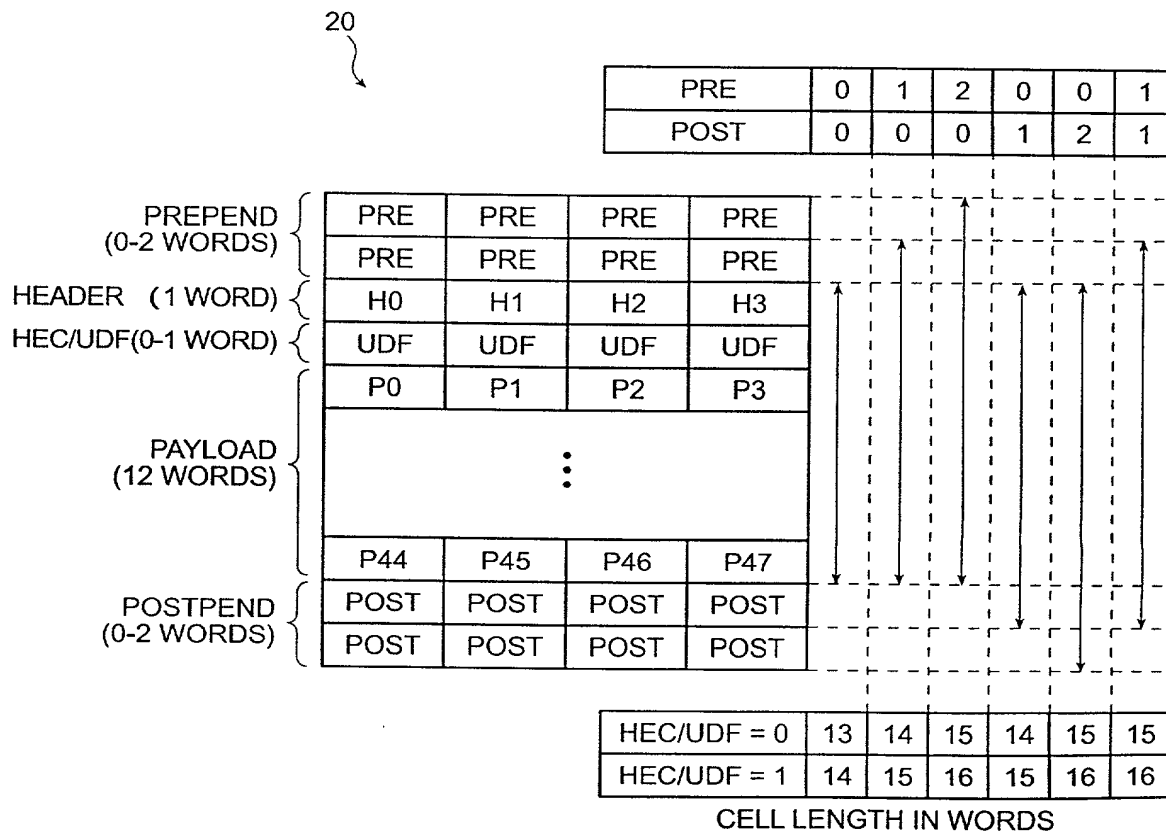 20
PRE 0 1 2 0 0 1
POST 0 0 0 1 2 1
PREPEND
(0-2 WORDS)
PRE PRE PRE PRE
PRE PRE PRE PRE
HEADER (1 WORD)
H0 H1 H2 H3
HEC/UDF(0-1 WORD)
UDF UDF UDF UDF
P0 P1 P2 P3
PAYLOAD
(12 WORDS)
P44 P45 P46 P47
POSTPEND
(0-2 WORDS)
POST POST POST POST
POST POST POST POST
HEC/UDF = 0 13 14 15 14 15 15
HEC/UDF = 1 14 15 16 15 16 16
CELL LENGTH IN WORDS